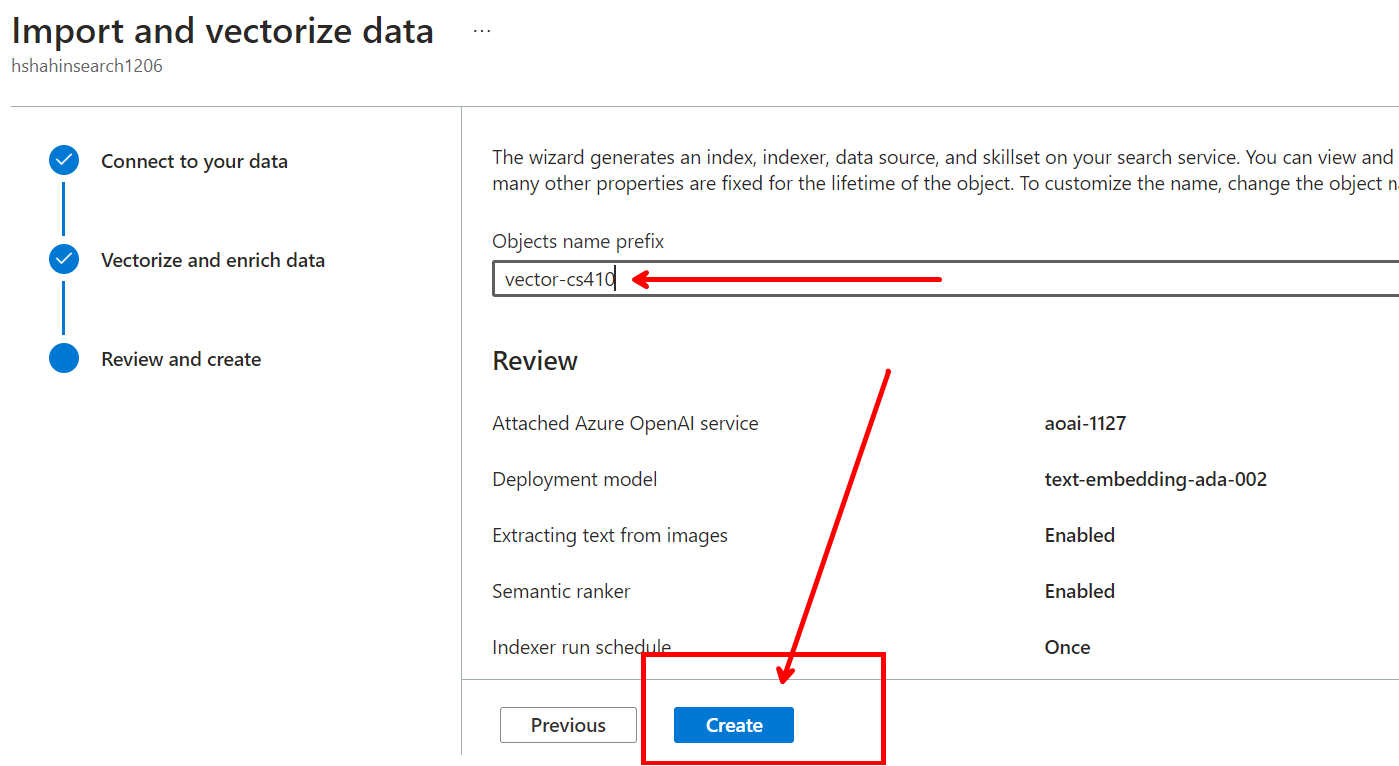 Import and vectorize data ...
hshahinsearch1206
Connect to your data
Vectorize and enrich data
Review and create
The wizard generates an index, indexer, data source, and skillset on your search service. You can view and
many other properties are fixed for the lifetime of the object. To customize the name, change the object
Objects name prefix
vector-cs410
Review
Attached Azure OpenAI service aoai-1127
Deployment model text-embedding-ada-002
Extracting text from images Enabled
Semantic ranker Enabled
Indexer run schedule Once
Previous Create